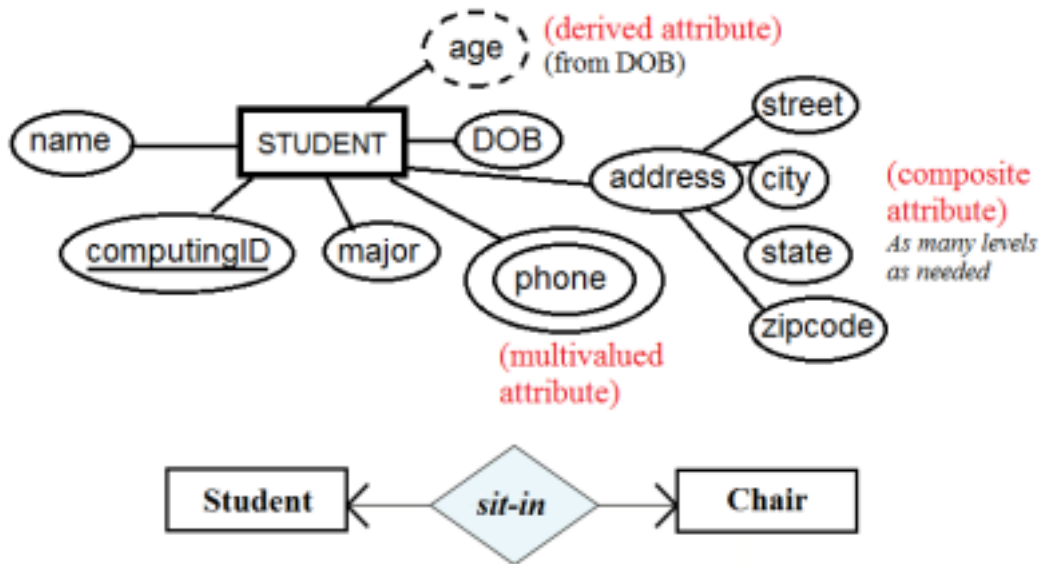 age
(derived attribute)
(from DOB)
name
STUDENT
DOB
address
street
city
state
zipcode
(composite
attribute)
As many levels
as needed
computingID
major
phone
(multivalued
attribute)
Student
sit-in
Chair